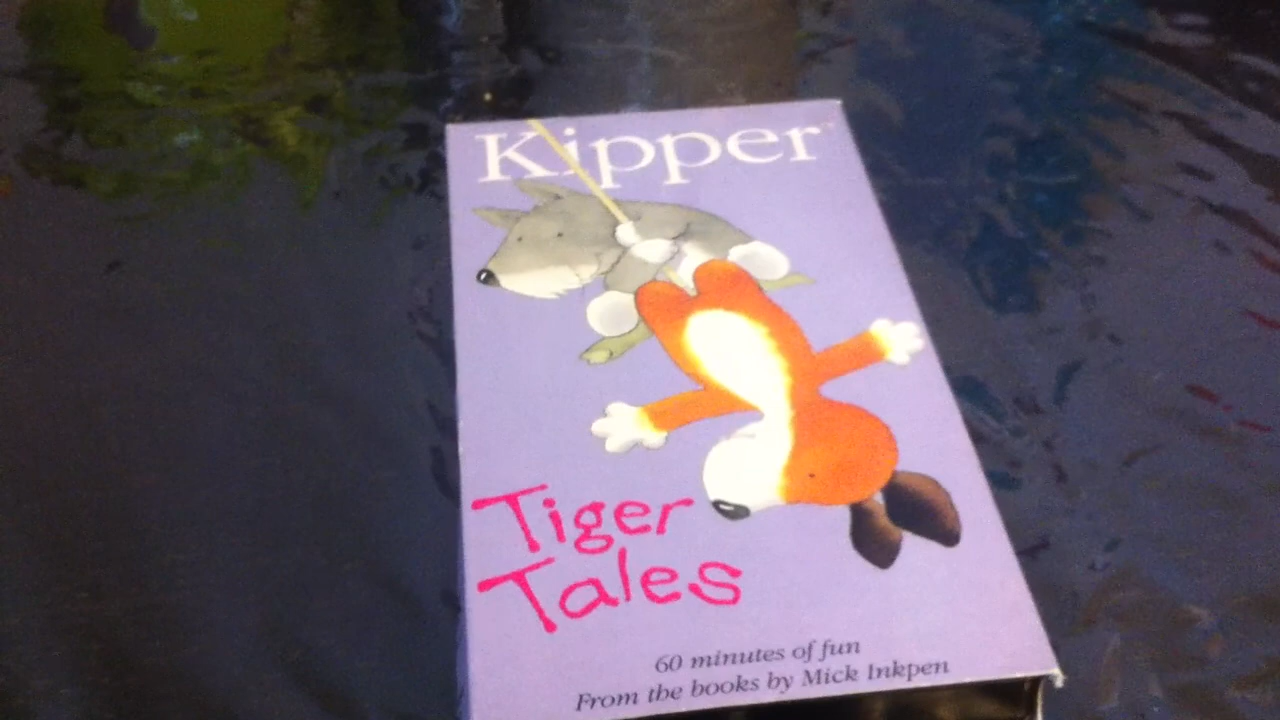 Kipper
Tiger
Tales
60 minutes of fun
From the books by Mick Inkpen